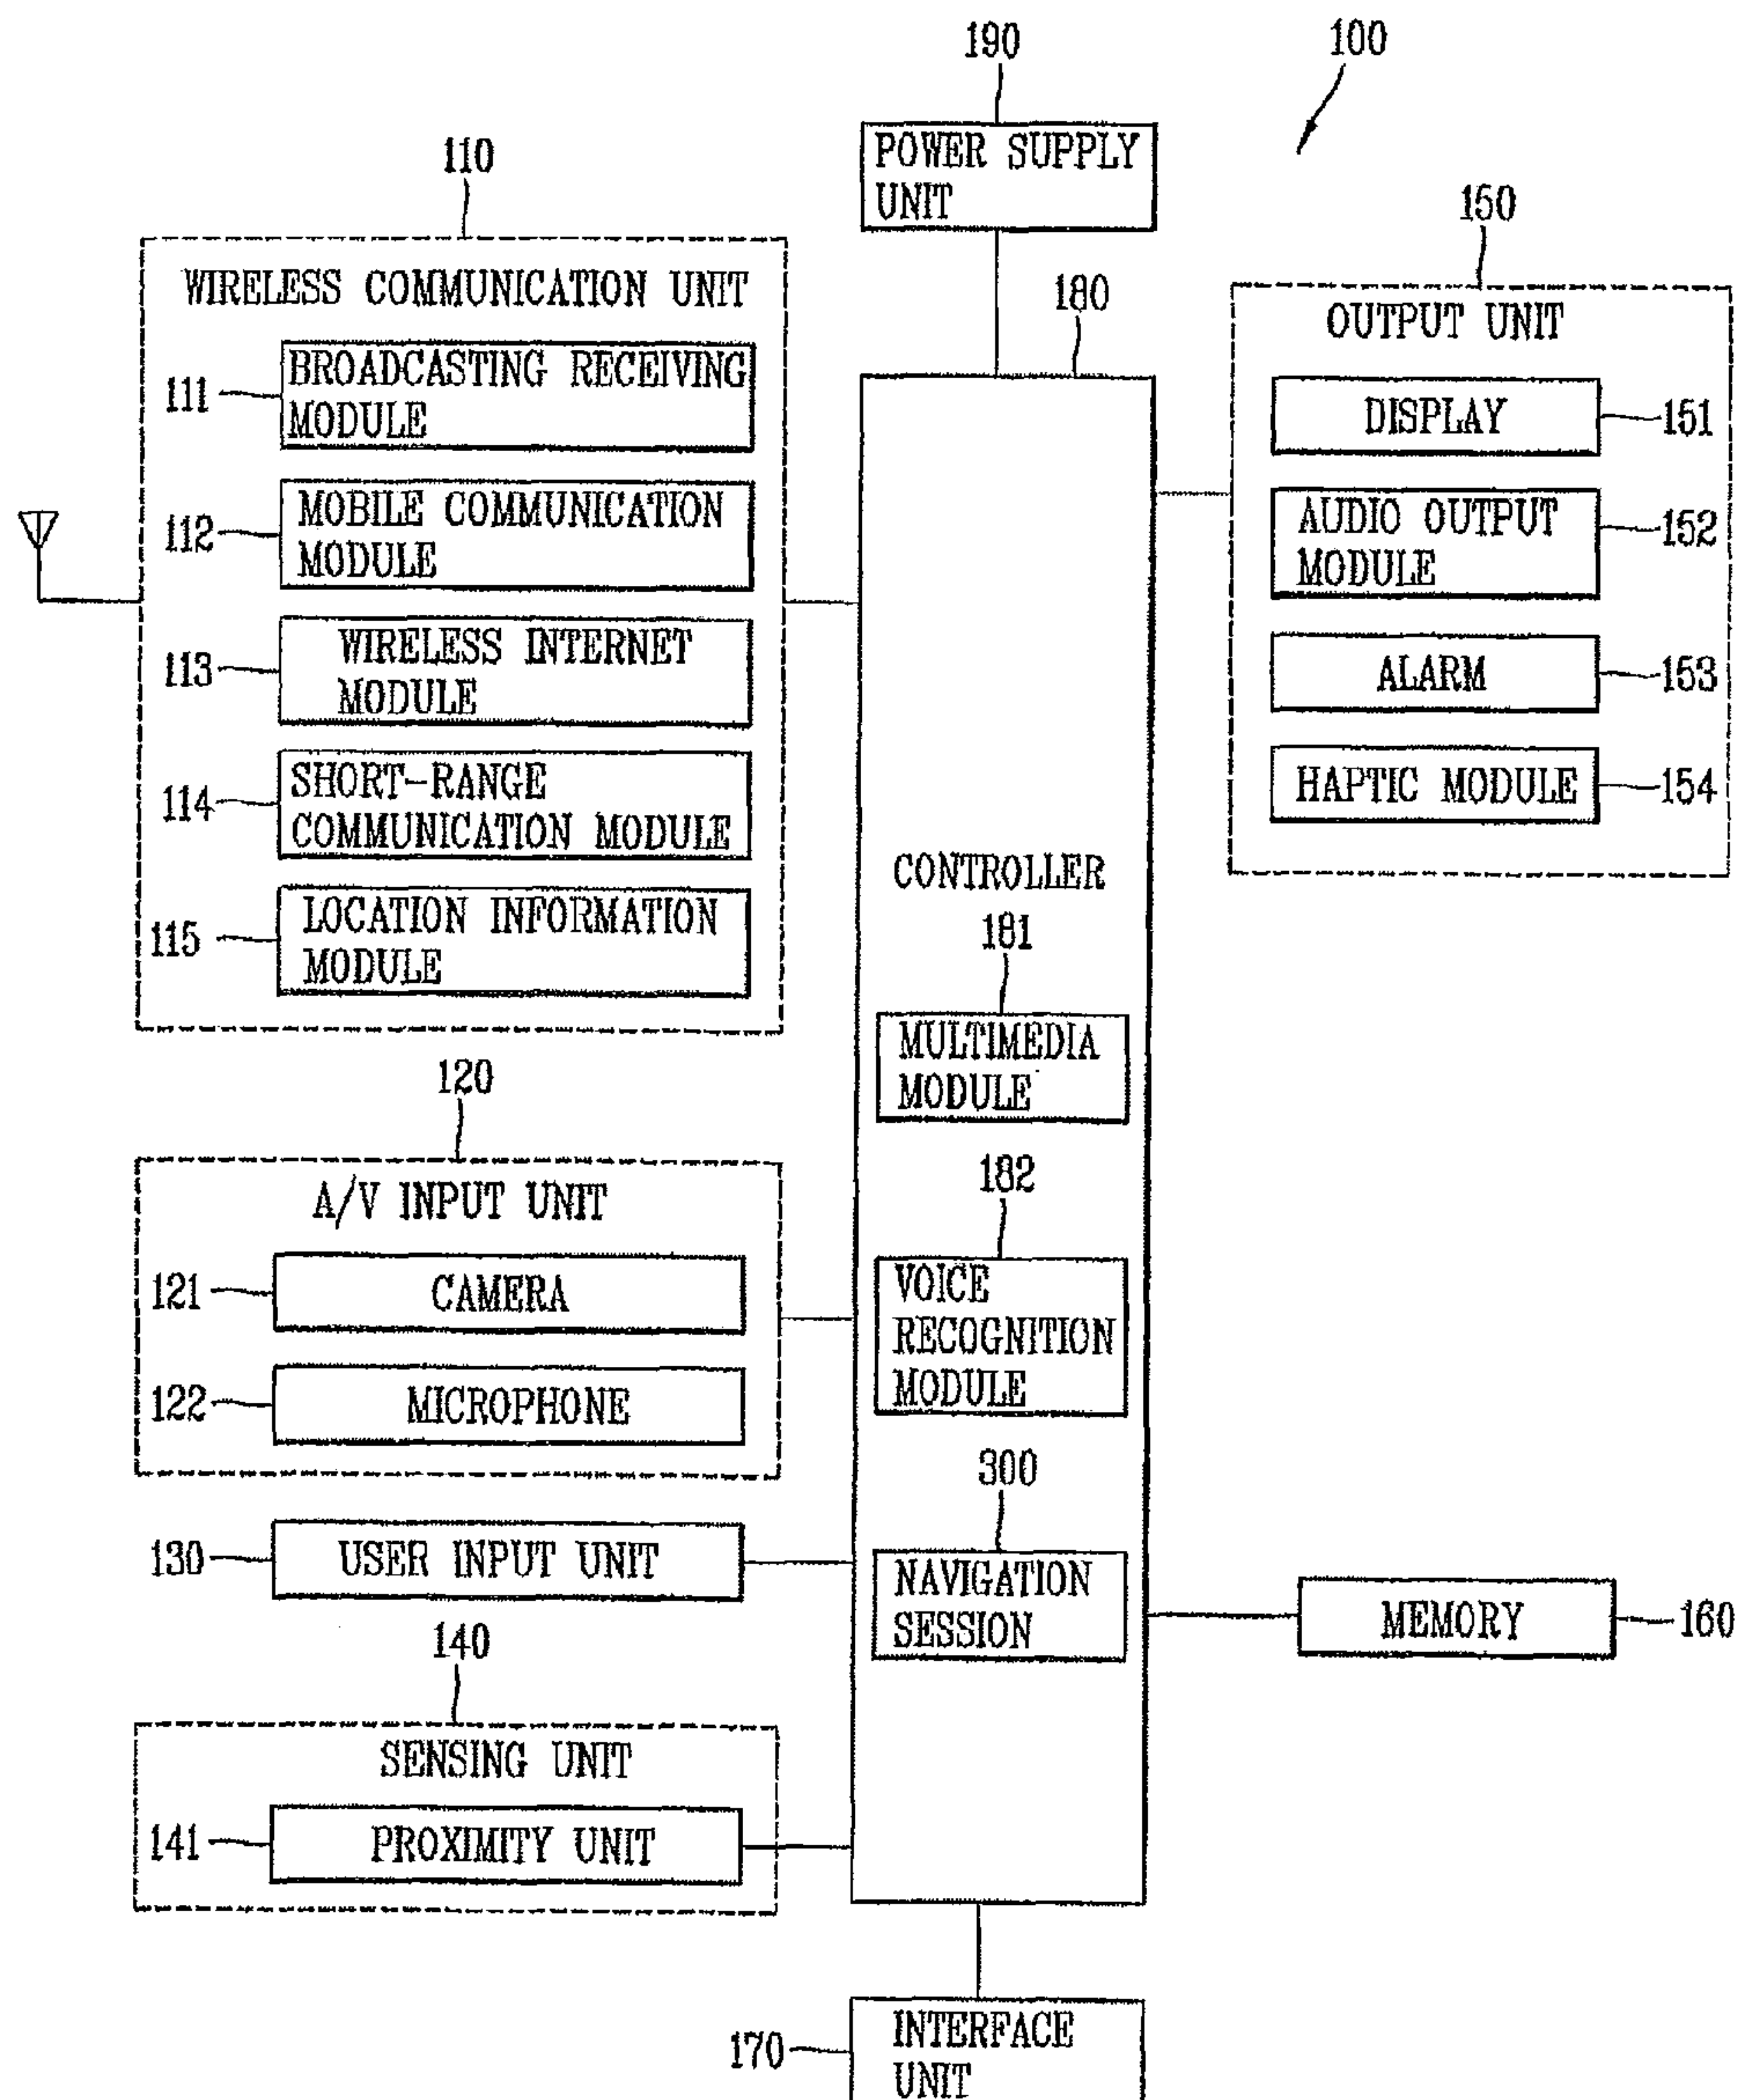 190
100
POWER SUPPLY
UNIT
110
WIRELESS COMMUNICATION UNIT
111
BROADCASTING RECEIVING
MODULE
112
MOBILE COMMUNICATION
MODULE
113
WIRELESS INTERNET
MODULE
114
SHORT-RANGE
COMMUNICATION MODULE
115
LOCATION INFORMATION
MODULE
120
A/V INPUT UNIT
121
CAMERA
122
MICROPHONE
130
USER INPUT UNIT
140
SENSING UNIT
141
PROXIMITY UNIT
180
CONTROLLER
181
MULTIMEDIA
MODULE
182
VOICE
RECOGNITION
MODULE
300
NAVIGATION
SESSION
150
OUTPUT UNIT
DISPLAY
151
AUDIO OUTPUT
MODULE
152
ALARM
153
HAPTIC MODULE
154
MEMORY
160
170
INTERFACE
UNIT